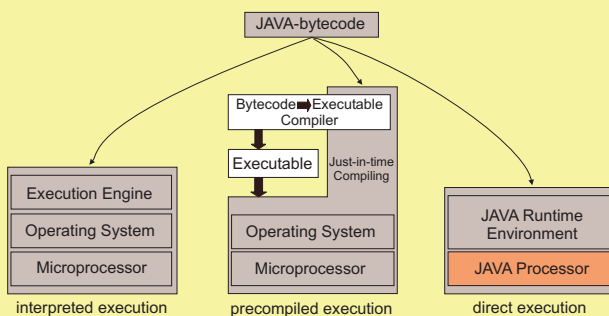 JAVA-bytecode
Bytecode Executable
Compiler
Executable
Just-in-time
Compiling
Execution Engine
Operating System
Microprocessor
interpreted execution
Operating System
Microprocessor
precompiled execution
JAVA Runtime
Environment
JAVA Processor
direct execution